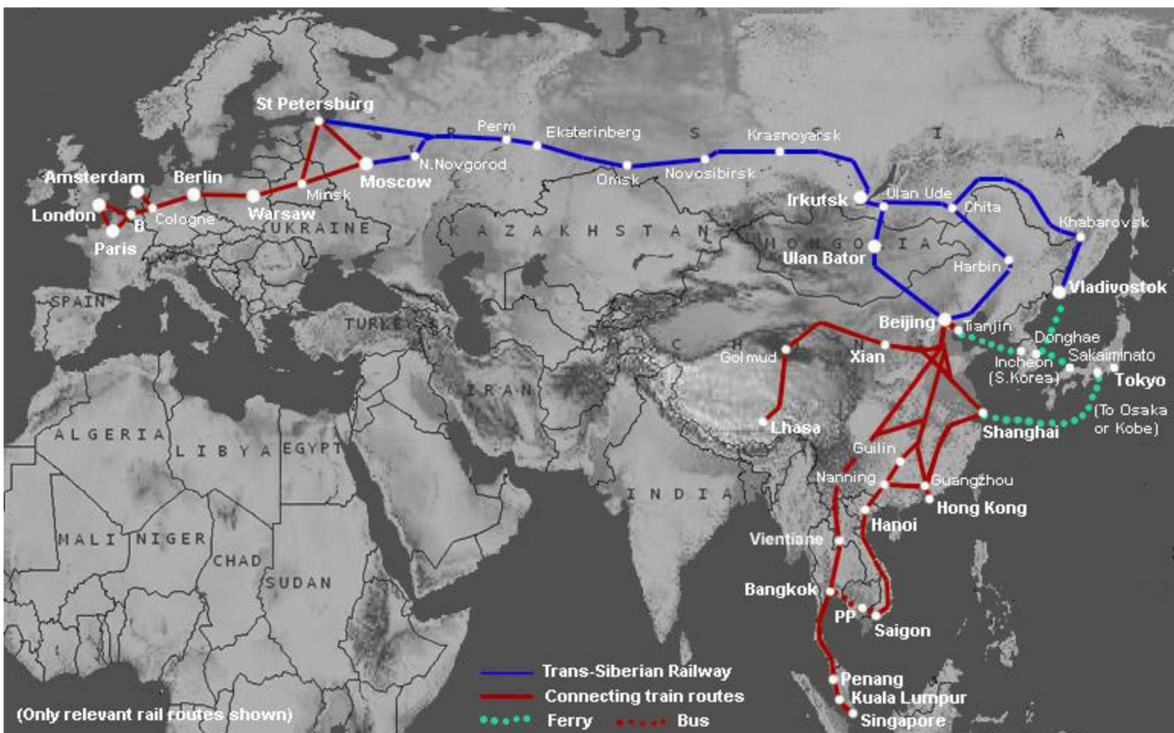 St Petersburg
R U S S I A
Perm
Ekaterinberg
Krasnoyarsk
N.Novgorod
Moscow
Omsk
Novosibirsk
Amsterdam
Berlin
Minsk
Irkutsk
Ulan Ude
Chita
London
Cologne
Warsaw
B
Paris
UKRAINE
KAZAKHSTAN
MONGOLIA
Khabarovsk
Ulan Bator
Harbin
Vladivostok
SPAIN
TURKEY
Beijing
Tianjin
CHINA
Donghae
Golmud
Xian
Incheon
(S.Korea)
Sakaiminato
Tokyo
IRAN
Lhasa
Shanghai
(To Osaka
or Kobe)
ALGERIA
LIBYA
EGYPT
Guilin
INDIA
Nanning
Guangzhou
Hong Kong
Hanoi
MALI
NIGER
CHAD
SUDAN
Vientiane
Bangkok
PP
Saigon
Trans-Siberian Railway
Penang
Connecting train routes
Kuala Lumpur
(Only relevant rail routes shown)
Ferry
Bus
Singapore